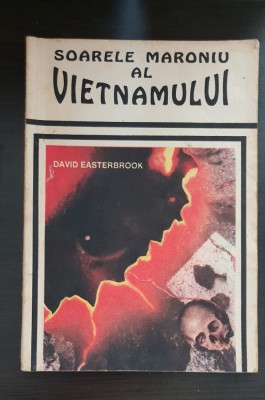 SOARELE MARONIU
AL
VIETNAMULUI
DAVID EASTERBROOK